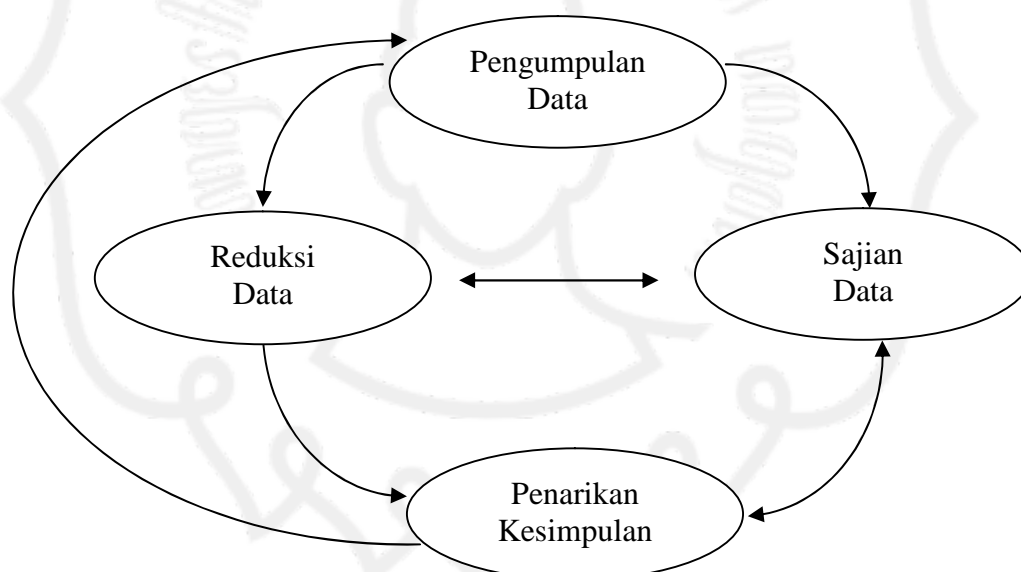 Pengumpulan
Data
Reduksi
Data
Sajian
Data
Penarikan
Kesimpulan